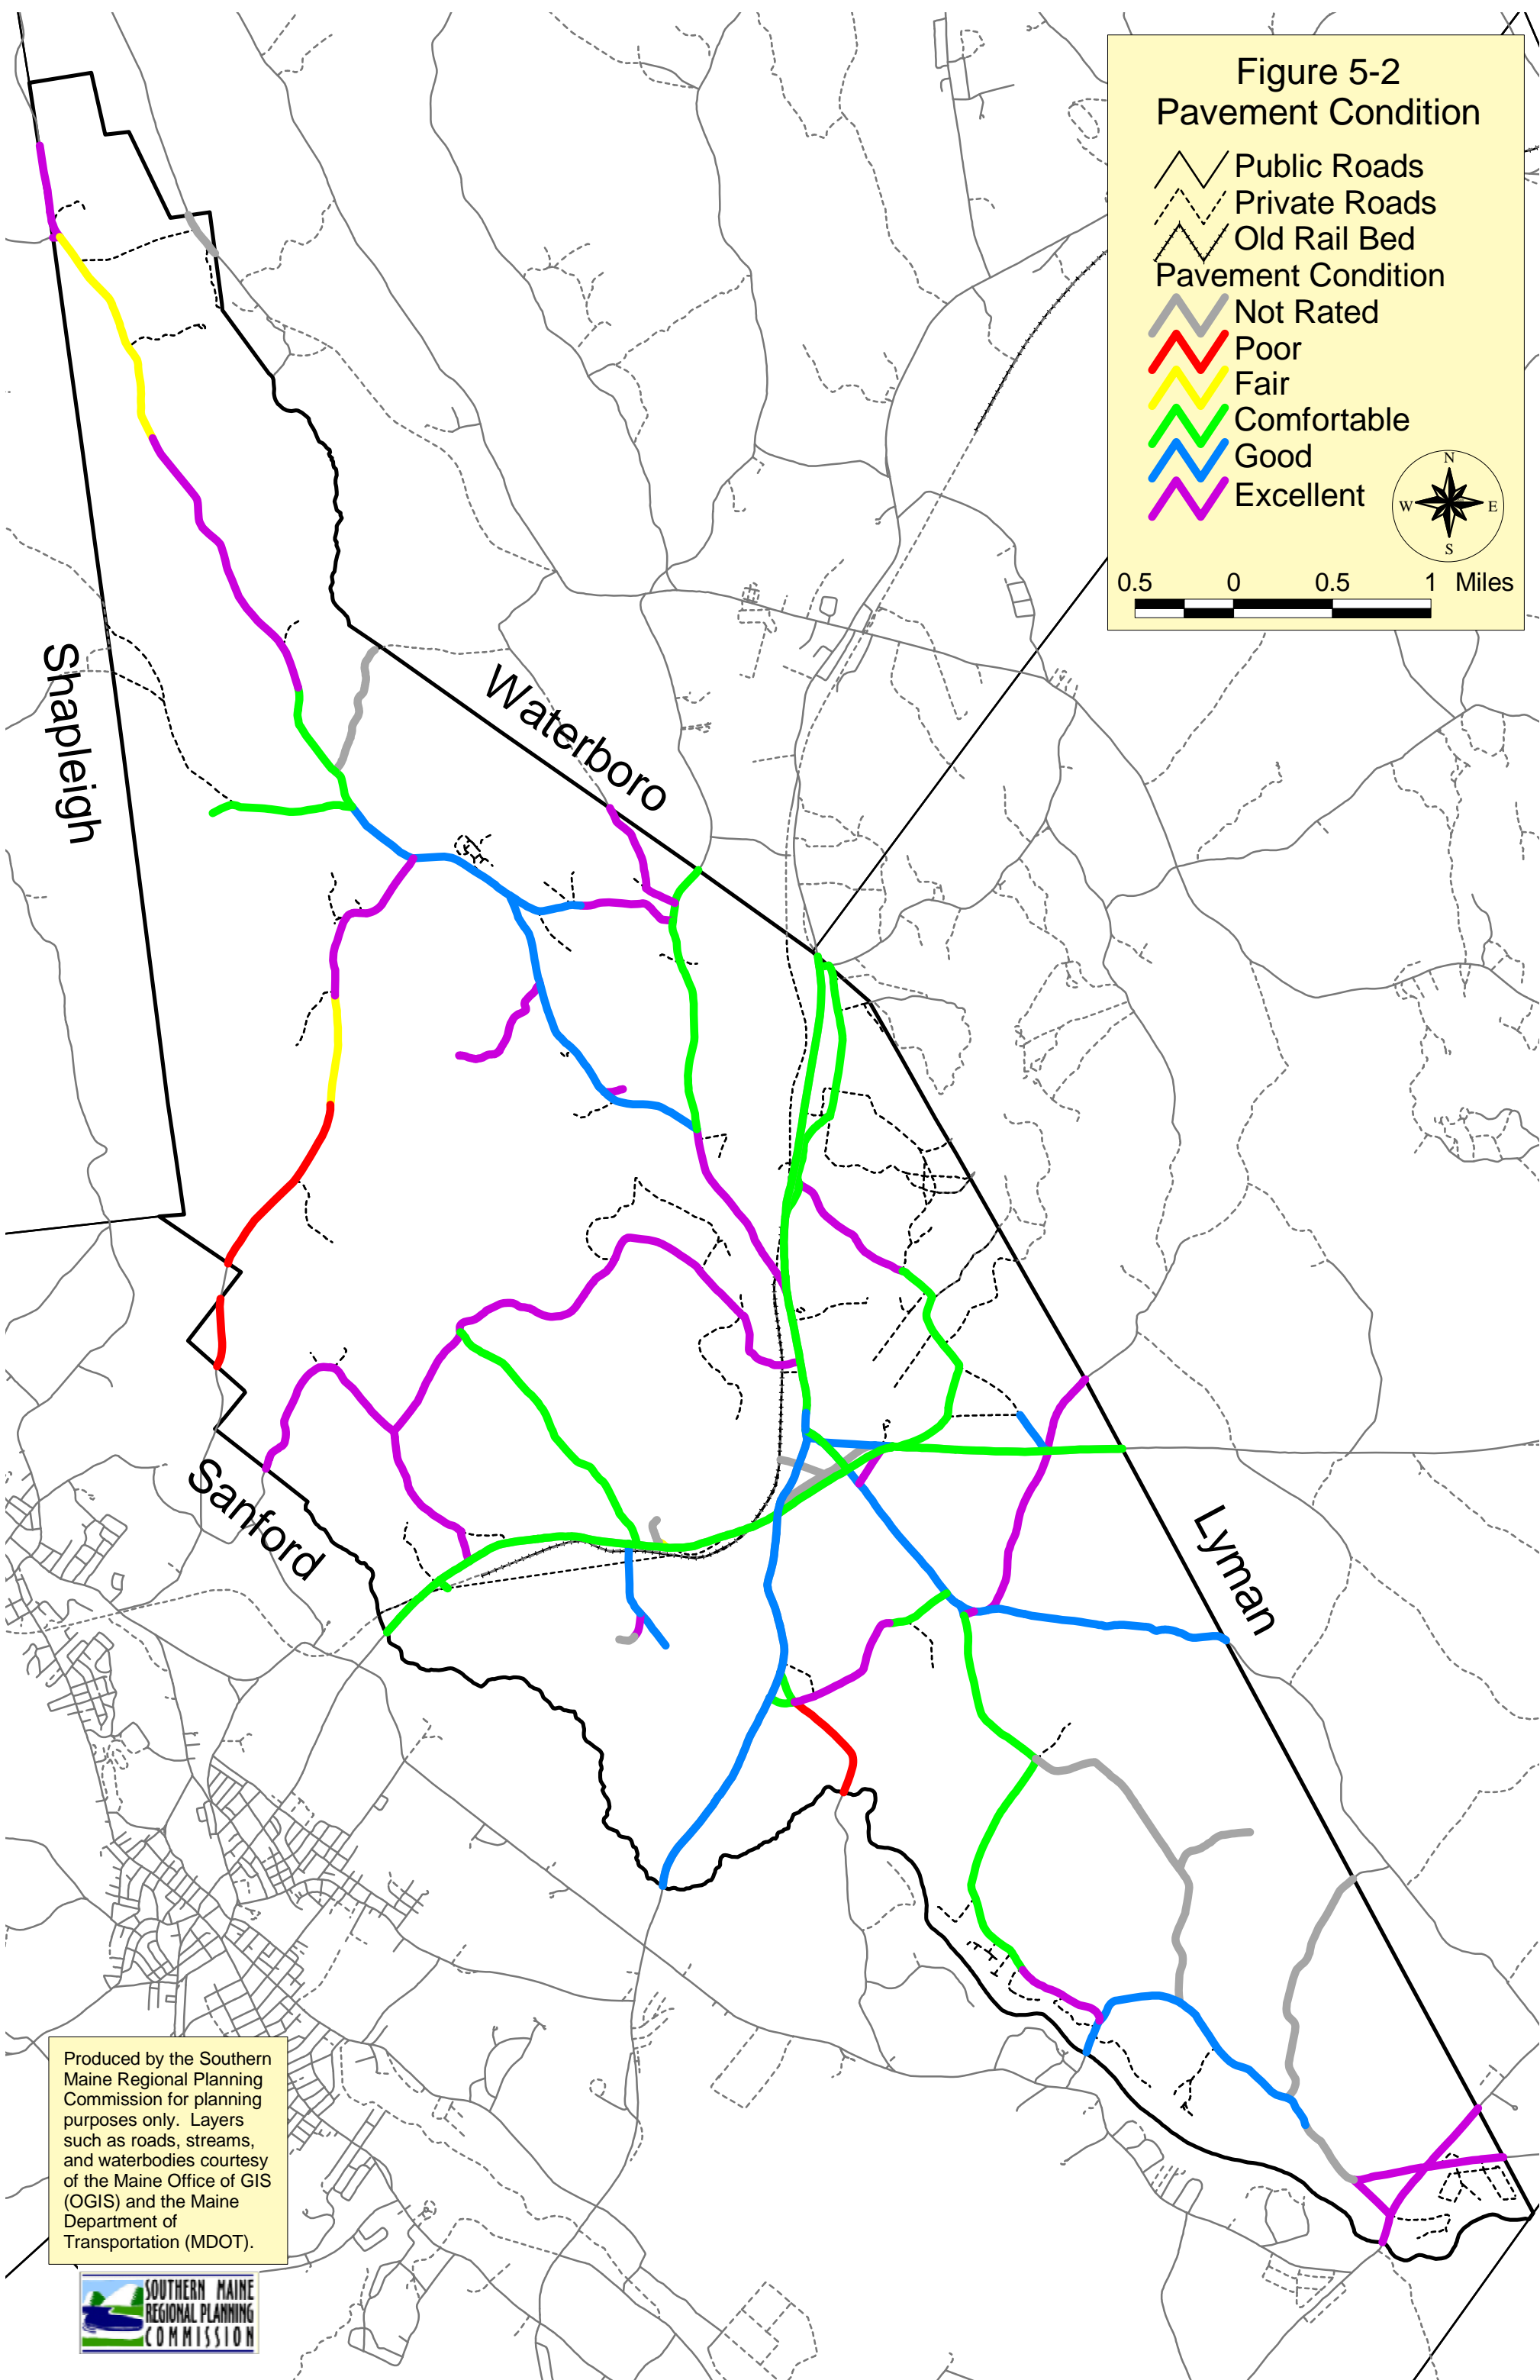 Figure 5-2
Pavement Condition
Public Roads
Private Roads
Old Rail Bed
Pavement Condition
Not Rated
Poor
Fair
Comfortable
Good
Excellent
N
W E
S
0.5 0 0.5 1 Miles
Shapleigh
Waterboro
Sanford
Lyman
Produced by the Southern
Maine Regional Planning
Commission for planning
purposes only. Layers
such as roads, streams,
and waterbodies courtesy
of the Maine Office of GIS
(OGIS) and the Maine
Department of
Transportation (MDOT).
SOUTHERN MAINE
REGIONAL PLANNING
COMMISSION